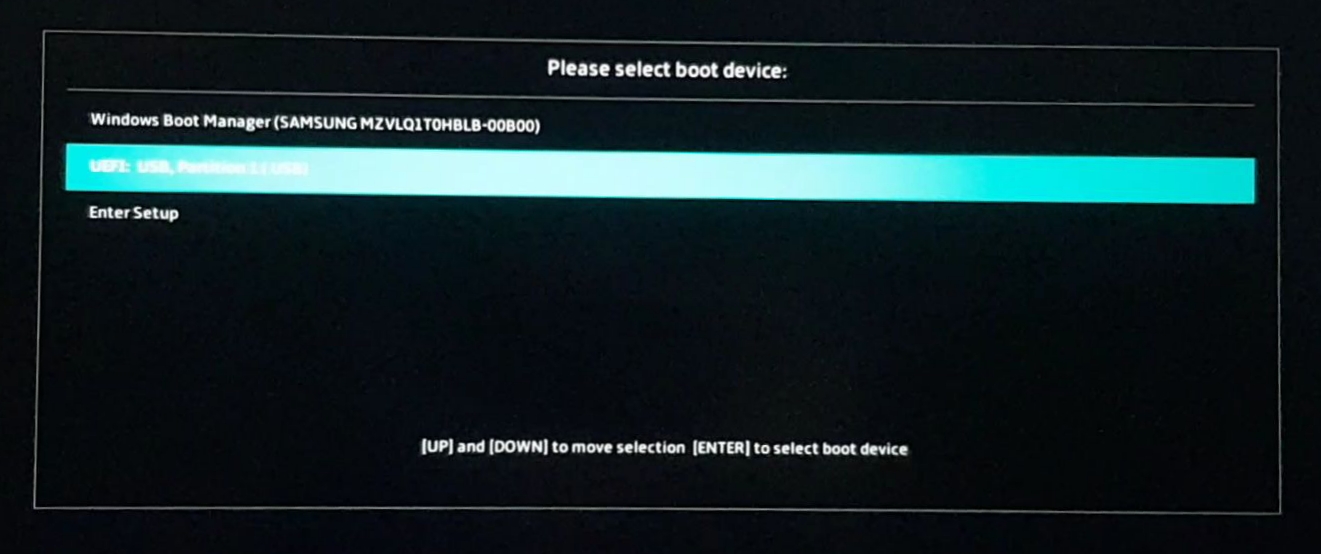 Please select boot device:
Windows Boot Manager (SAMSUNG MZVLQ1T0HBLB-00B00)
UEFI: USB, Partition 1 ( USB)
Enter Setup
[UP] and [DOWN] to move selection [ENTER] to select boot device